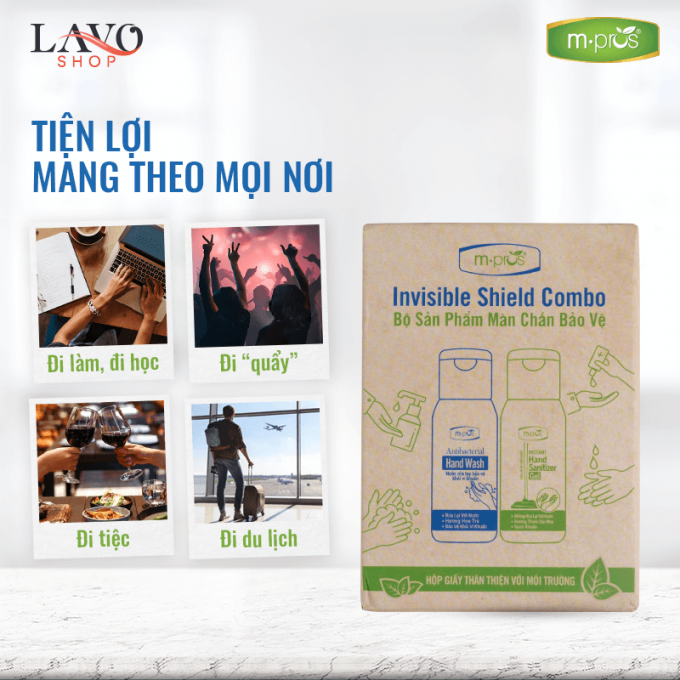 LAVO
SHOP
m·pros
TIỆN LỢI
MANG THEO MỌI NƠI
Đi làm, đi học
Đi “quẩy”
Đi tiệc
Đi du lịch
m·pros
Invisible Shield Combo
Bộ Sản Phẩm Màn Chắn Bảo Vệ
m·pros
Antibacterial
Hand Wash
m·pros
INSTANT
Hand
Sanitizer
Gel
HỘP GIẤY THÂN THIỆN VỚI MÔI TRƯỜNG